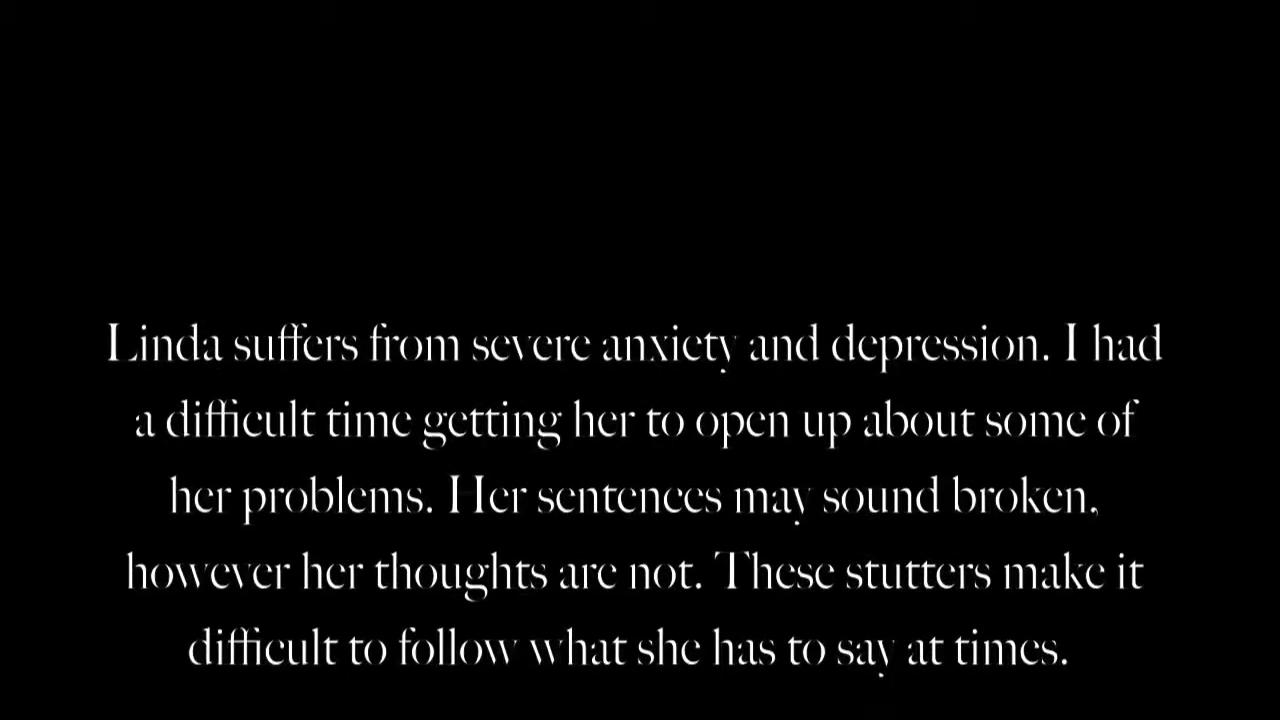 Linda suffers from severe anxiety and depression. I had
a difficult time getting her to open up about some of
her problems. Her sentences may sound broken,
however her thoughts are not. These stutters make it
difficult to follow what she has to say at times.